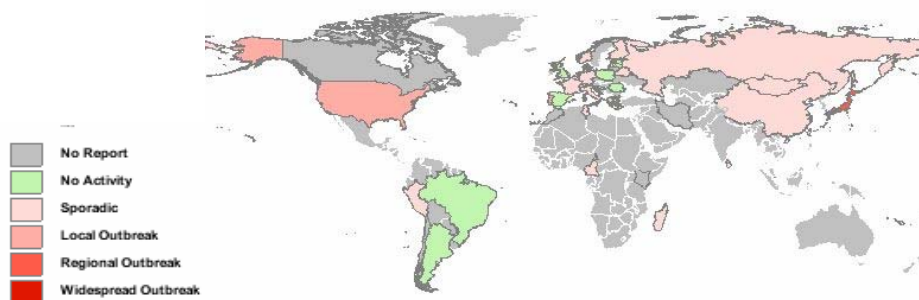 No Report
No Activity
Sporadic
Local Outbreak
Regional Outbreak
Widespread Outbreak